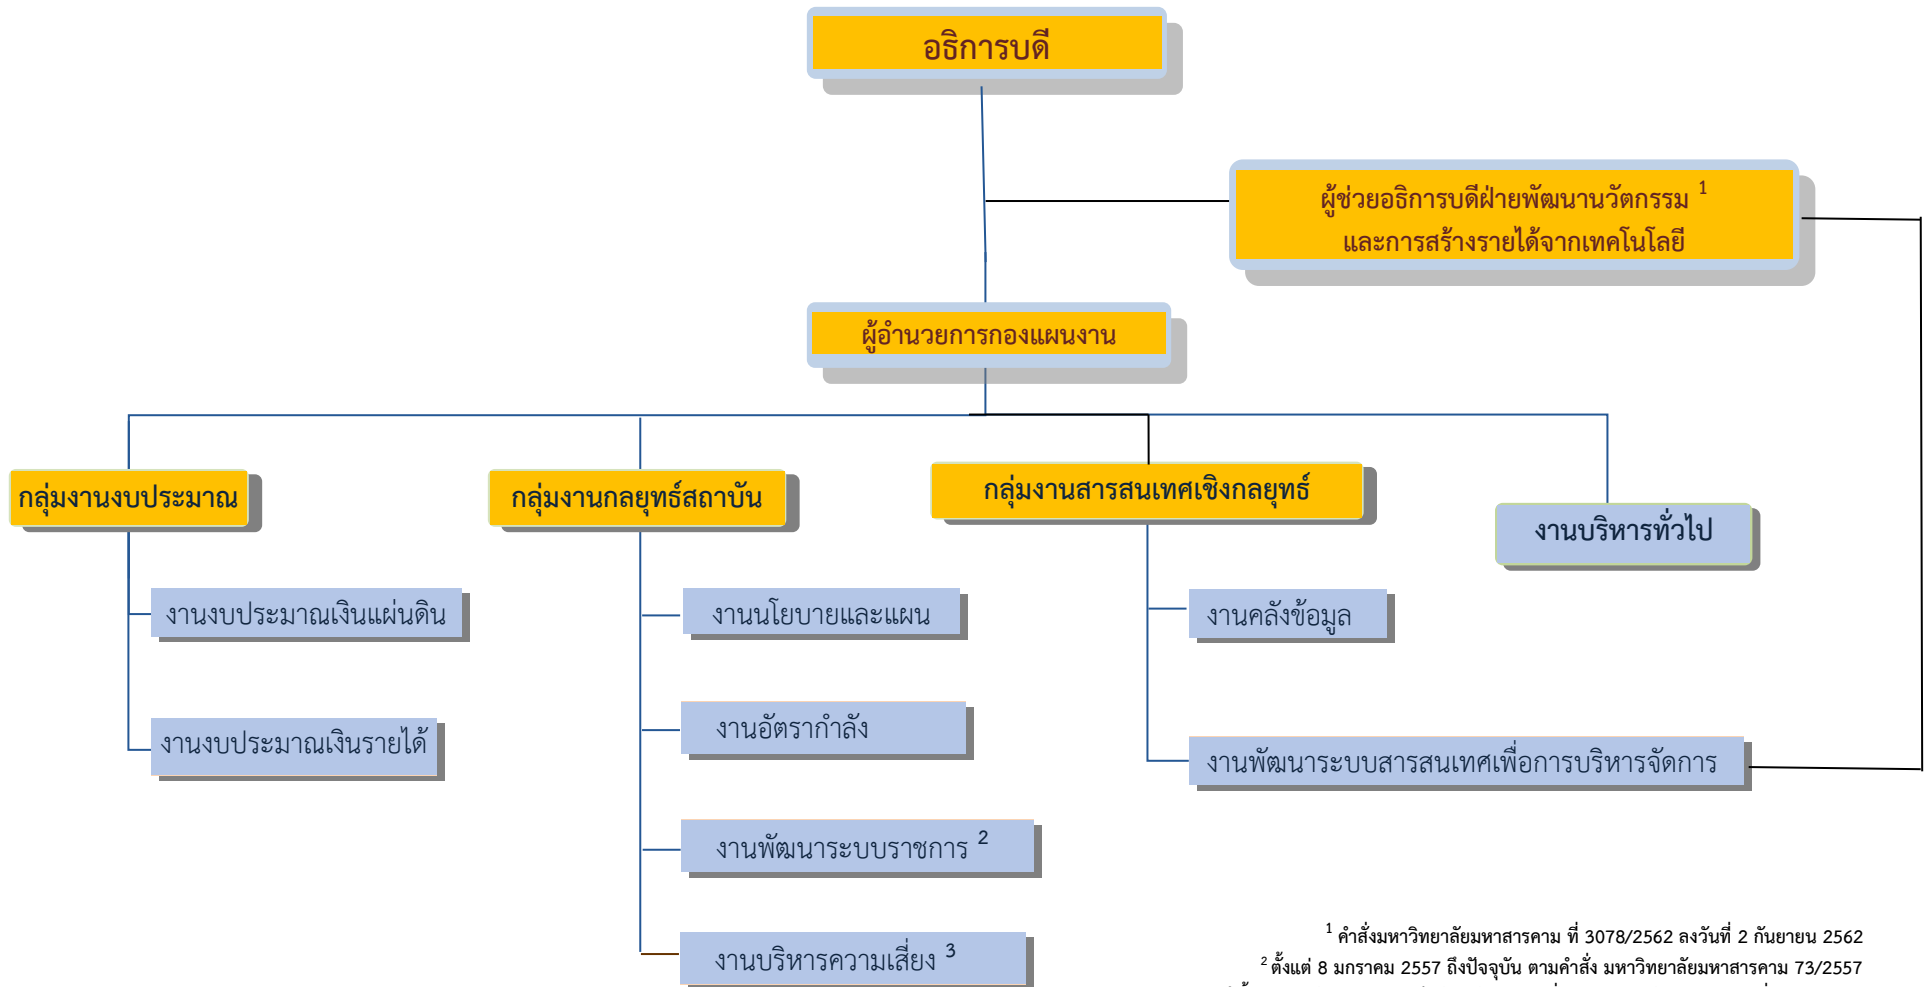 อธิการบดี
ผู้ช่วยอธิการบดีฝ่ายพัฒนานวัตกรรม ¹
และการสร้างรายได้จากเทคโนโลยี
ผู้อำนวยการกองแผนงาน
กลุ่มงานงบประมาณ
กลุ่มงานกลยุทธ์สถาบัน
กลุ่มงานสารสนเทศเชิงกลยุทธ์
งานบริหารทั่วไป
งานงบประมาณเงินแผ่นดิน
งานนโยบายและแผน
งานคลังข้อมูล
งานงบประมาณเงินรายได้
งานอัตรากำลัง
งานพัฒนาระบบสารสนเทศเพื่อการบริหารจัดการ
งานพัฒนาระบบราชการ ²
งานบริหารความเสี่ยง ³
¹ คำสั่งมหาวิทยาลัยมหาสารคาม ที่ 3078/2562 ลงวันที่ 2 กันยายน 2562
² ตั้งแต่ 8 มกราคม 2557 ถึงปัจจุบัน ตามคำสั่ง มหาวิทยาลัยมหาสารคาม 73/2557